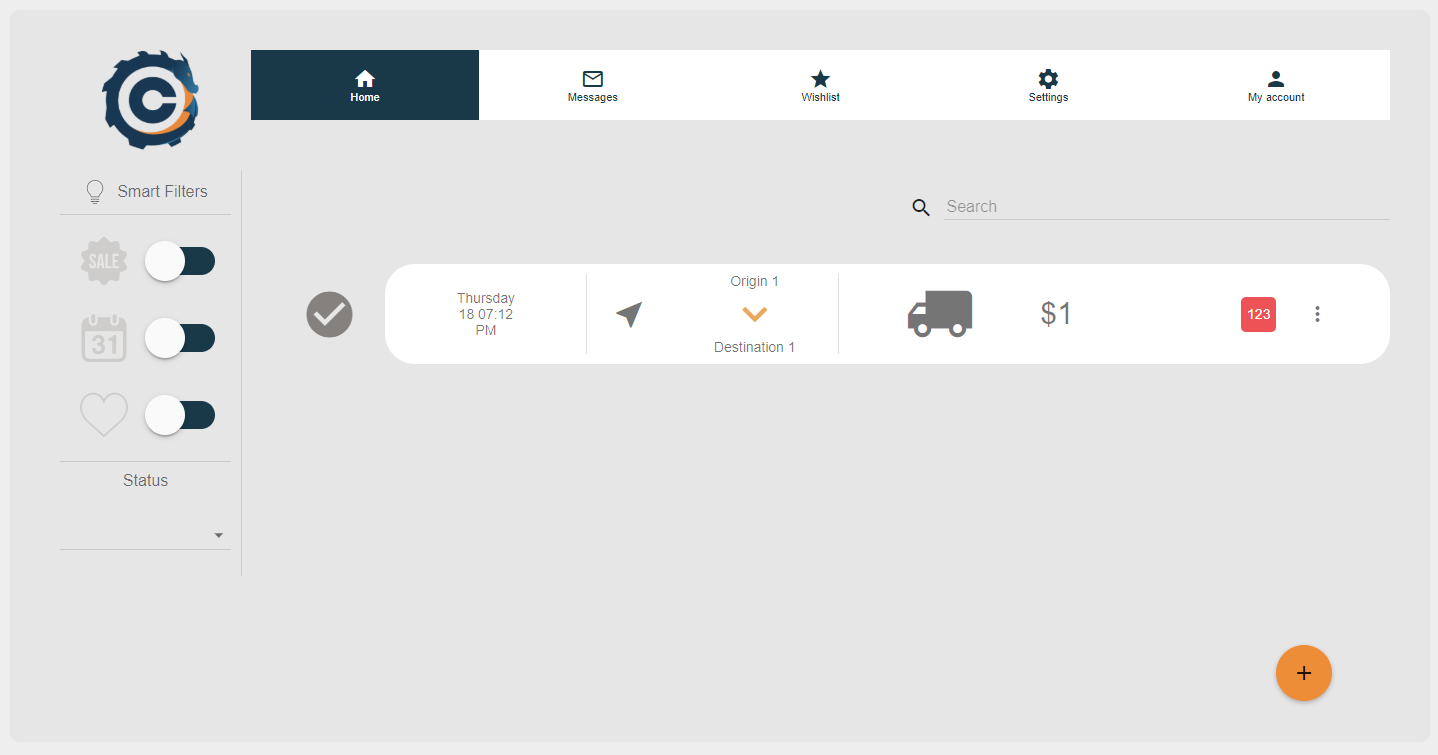 Home
Messages
Wishlist
Settings
My account
Smart Filters
Search
SALE
31
Status
Thursday
18 07:12
PM
Origin 1
Destination 1
$1
123